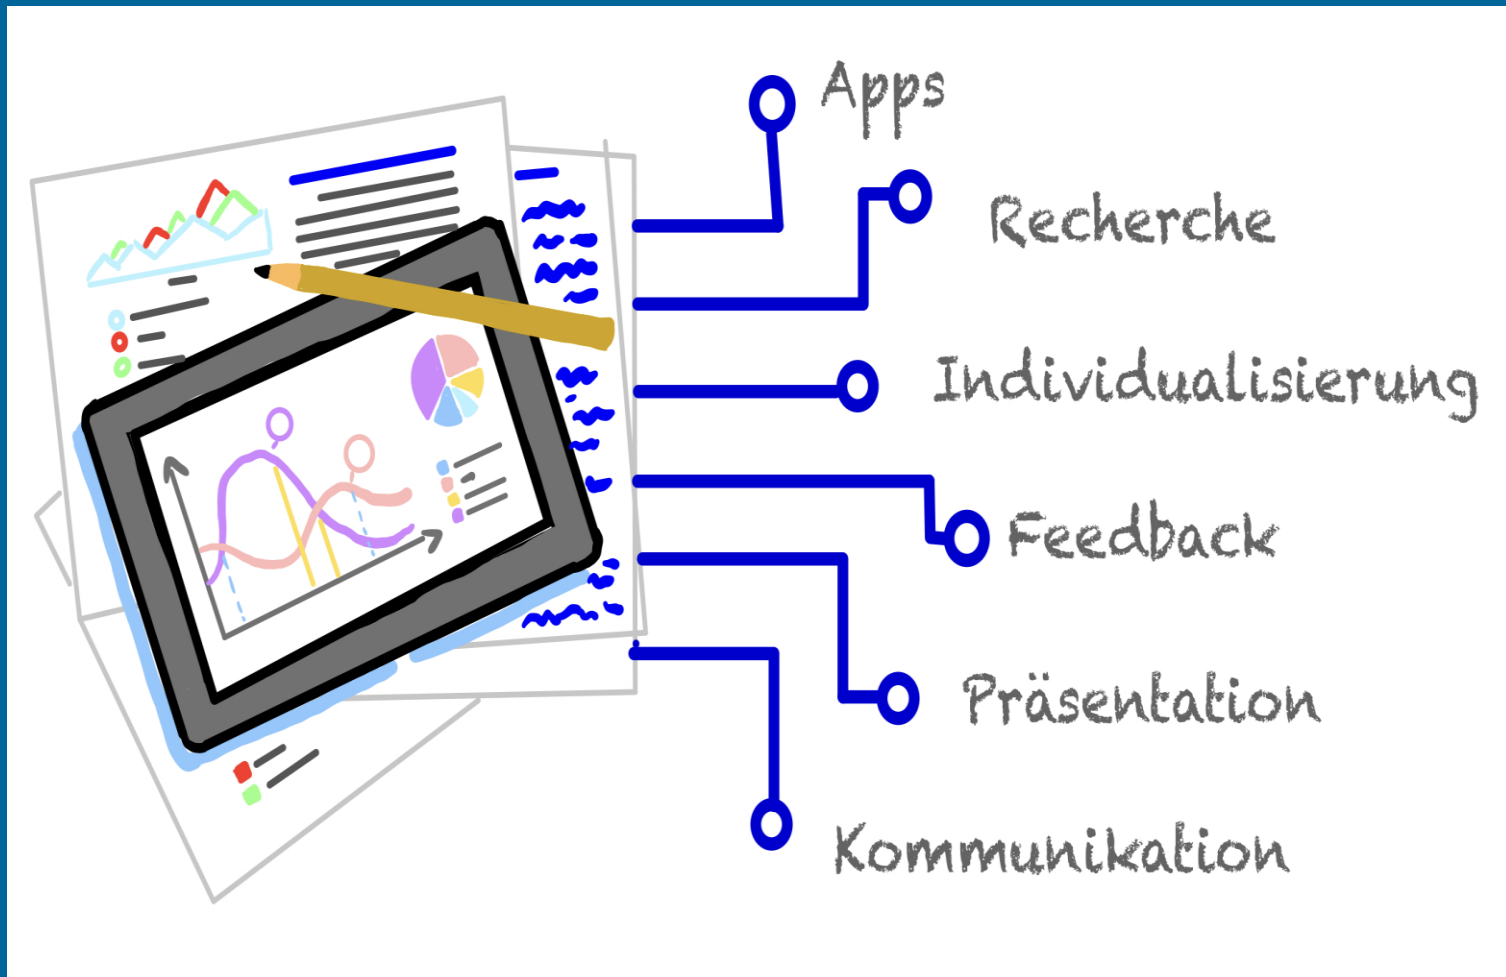 Apps
Recherche
Individualisierung
Feedback
Präsentation
Kommunikation